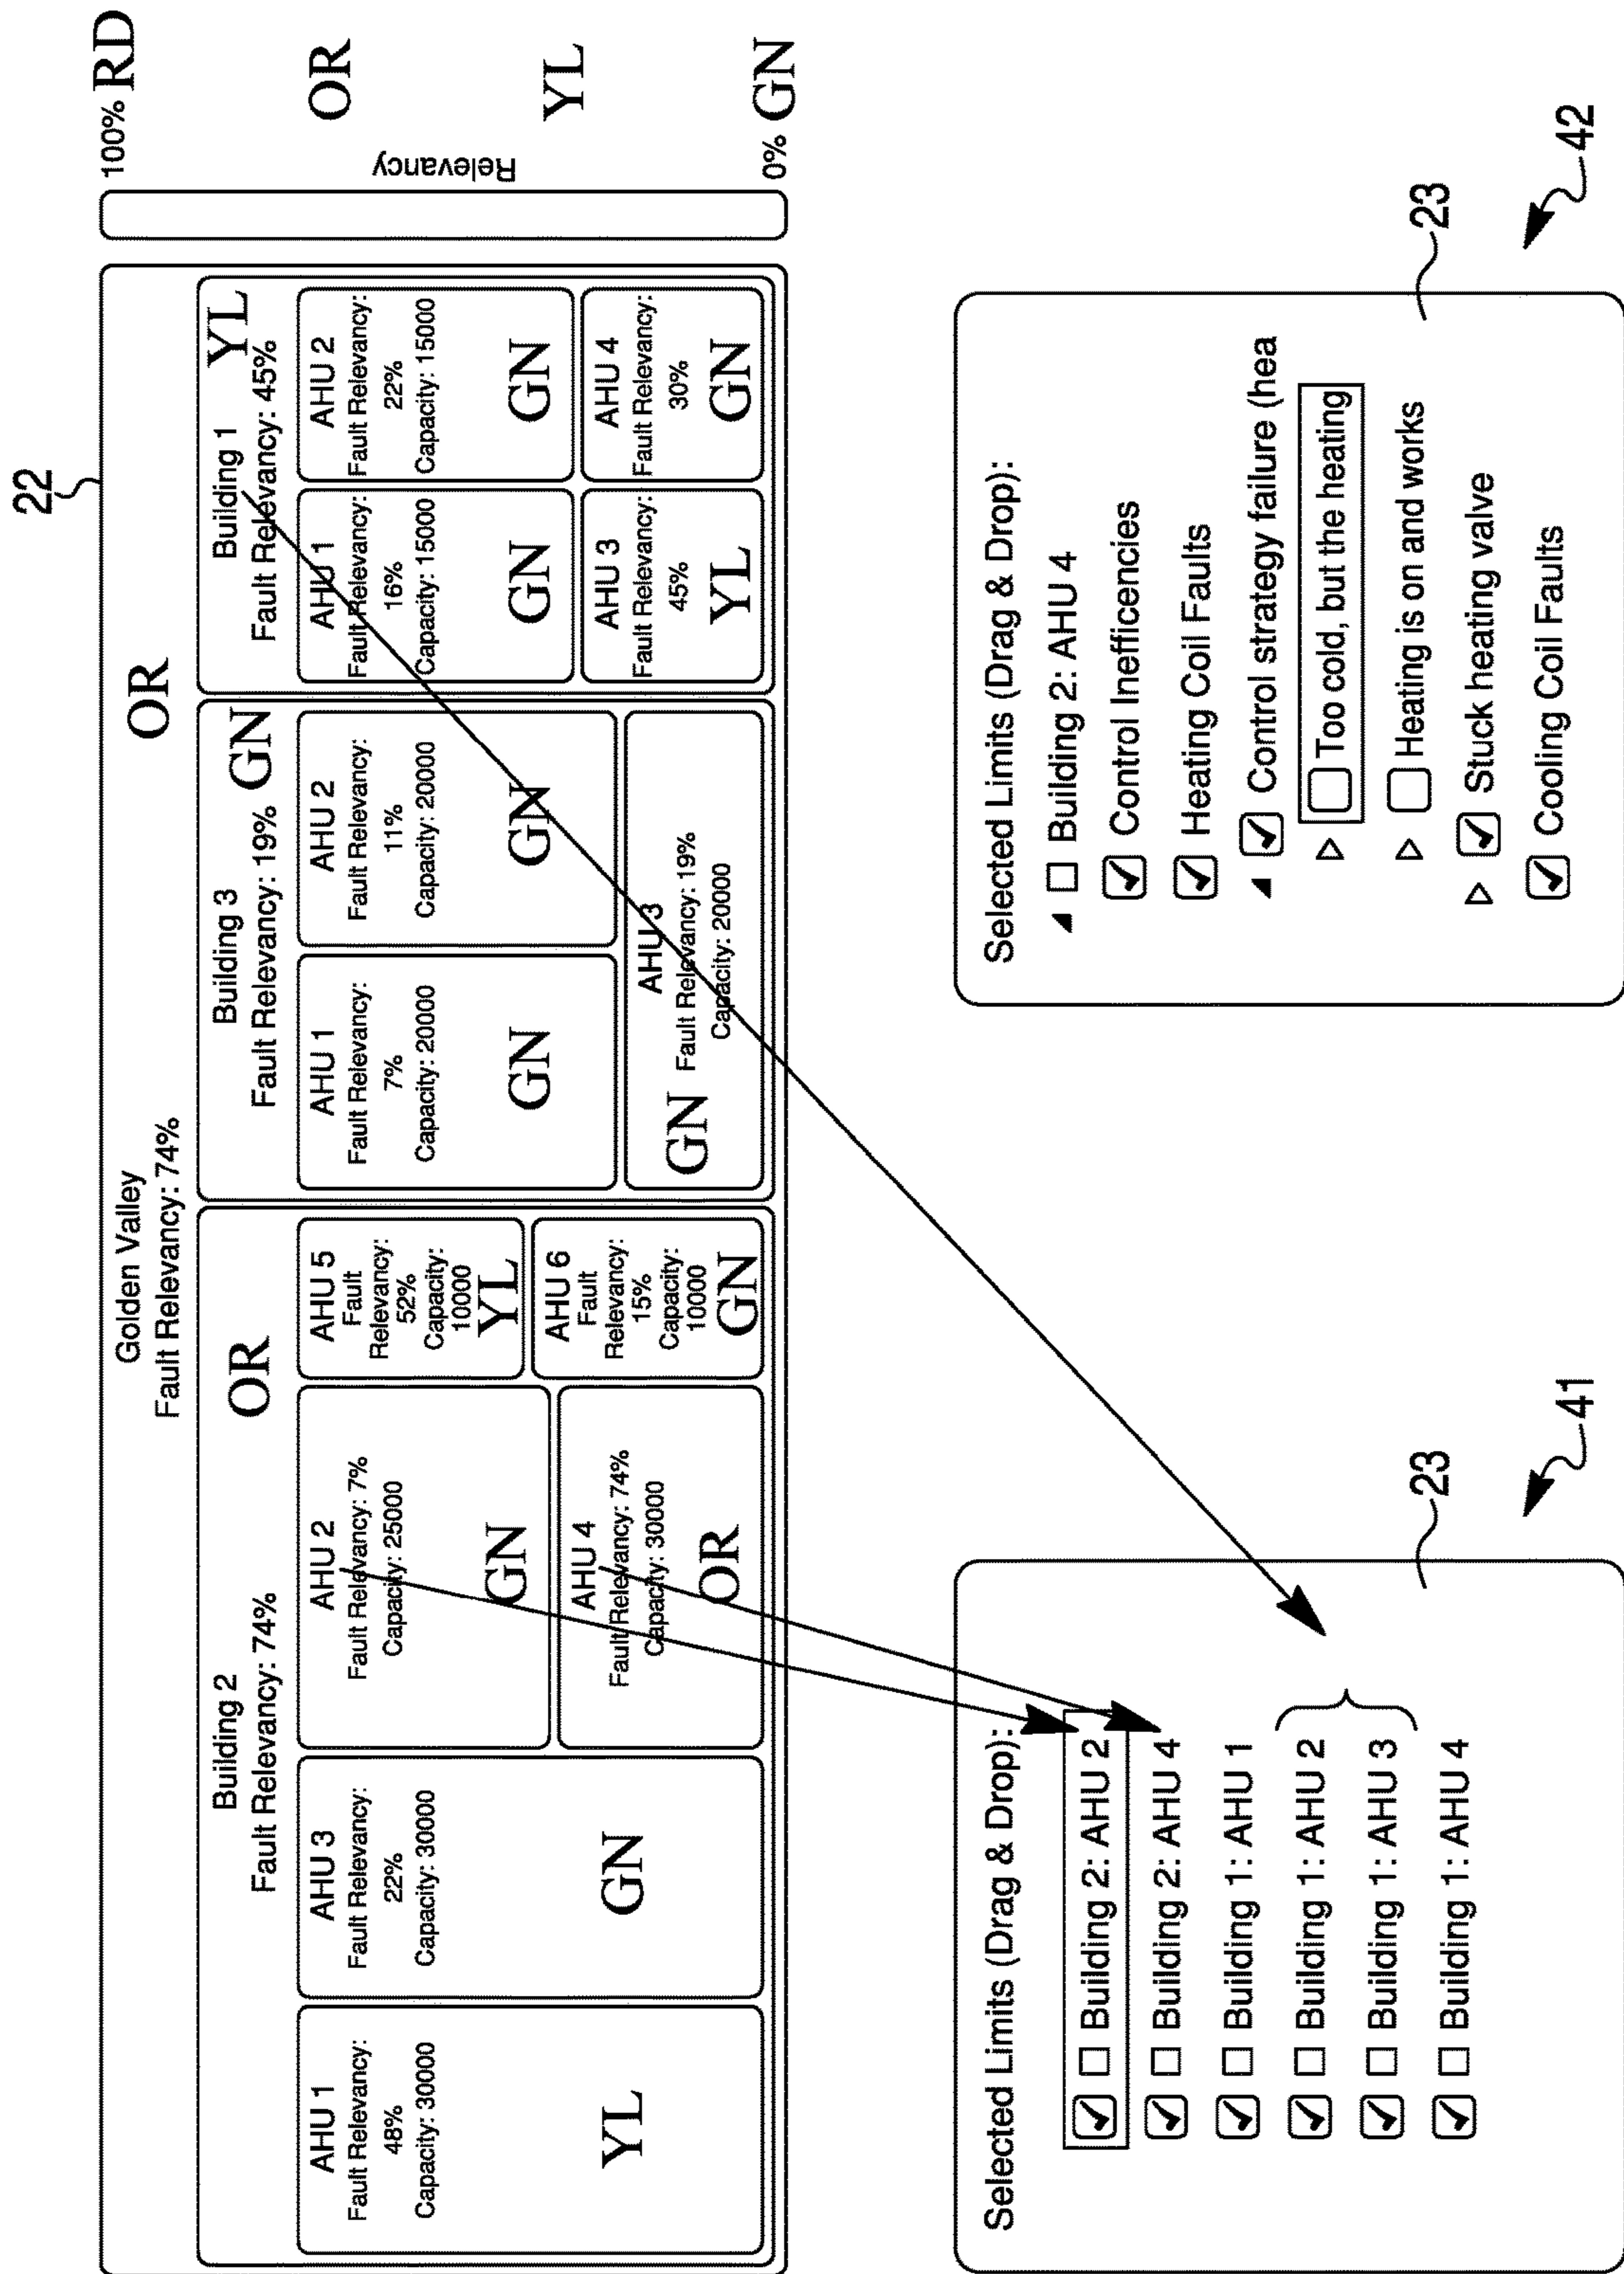 22
Golden Valley
Fault Relevancy: 74%
OR
Building 2
Fault Relevancy: 74%
OR
AHU 1
Fault Relevancy:
48%
Capacity: 30000
YL
AHU 3
Fault Relevancy:
22%
Capacity: 30000
GN
AHU 2
Fault Relevancy: 7%
Capacity: 25000
GN
AHU 4
Fault Relevancy: 74%
Capacity: 30000
OR
AHU 5
Fault
Relevancy:
52%
Capacity:
10000
YL
AHU 6
Fault
Relevancy:
15%
Capacity:
10000
GN
Building 3
Fault Relevancy: 19%
GN
AHU 1
Fault Relevancy:
7%
Capacity: 20000
GN
AHU 2
Fault Relevancy:
11%
Capacity: 20000
GN
AHU 3
Fault Relevancy: 19%
Capacity: 20000
GN
Building 1
Fault Relevancy: 45%
YL
AHU 1
Fault Relevancy:
16%
Capacity: 15000
GN
AHU 2
Fault Relevancy:
22%
Capacity: 15000
GN
AHU 3
Fault Relevancy:
45%
YL
AHU 4
Fault Relevancy:
30%
GN
100% RD
OR
Relevancy
YL
0% GN
Selected Limits (Drag & Drop):
Building 2: AHU 2
Building 2: AHU 4
Building 1: AHU 1
Building 1: AHU 2
Building 1: AHU 3
Building 1: AHU 4
23
41
Selected Limits (Drag & Drop):
Building 2: AHU 4
Control Inefficencies
Heating Coil Faults
Control strategy failure (hea
Too cold, but the heating
Heating is on and works
Stuck heating valve
Cooling Coil Faults
23
42